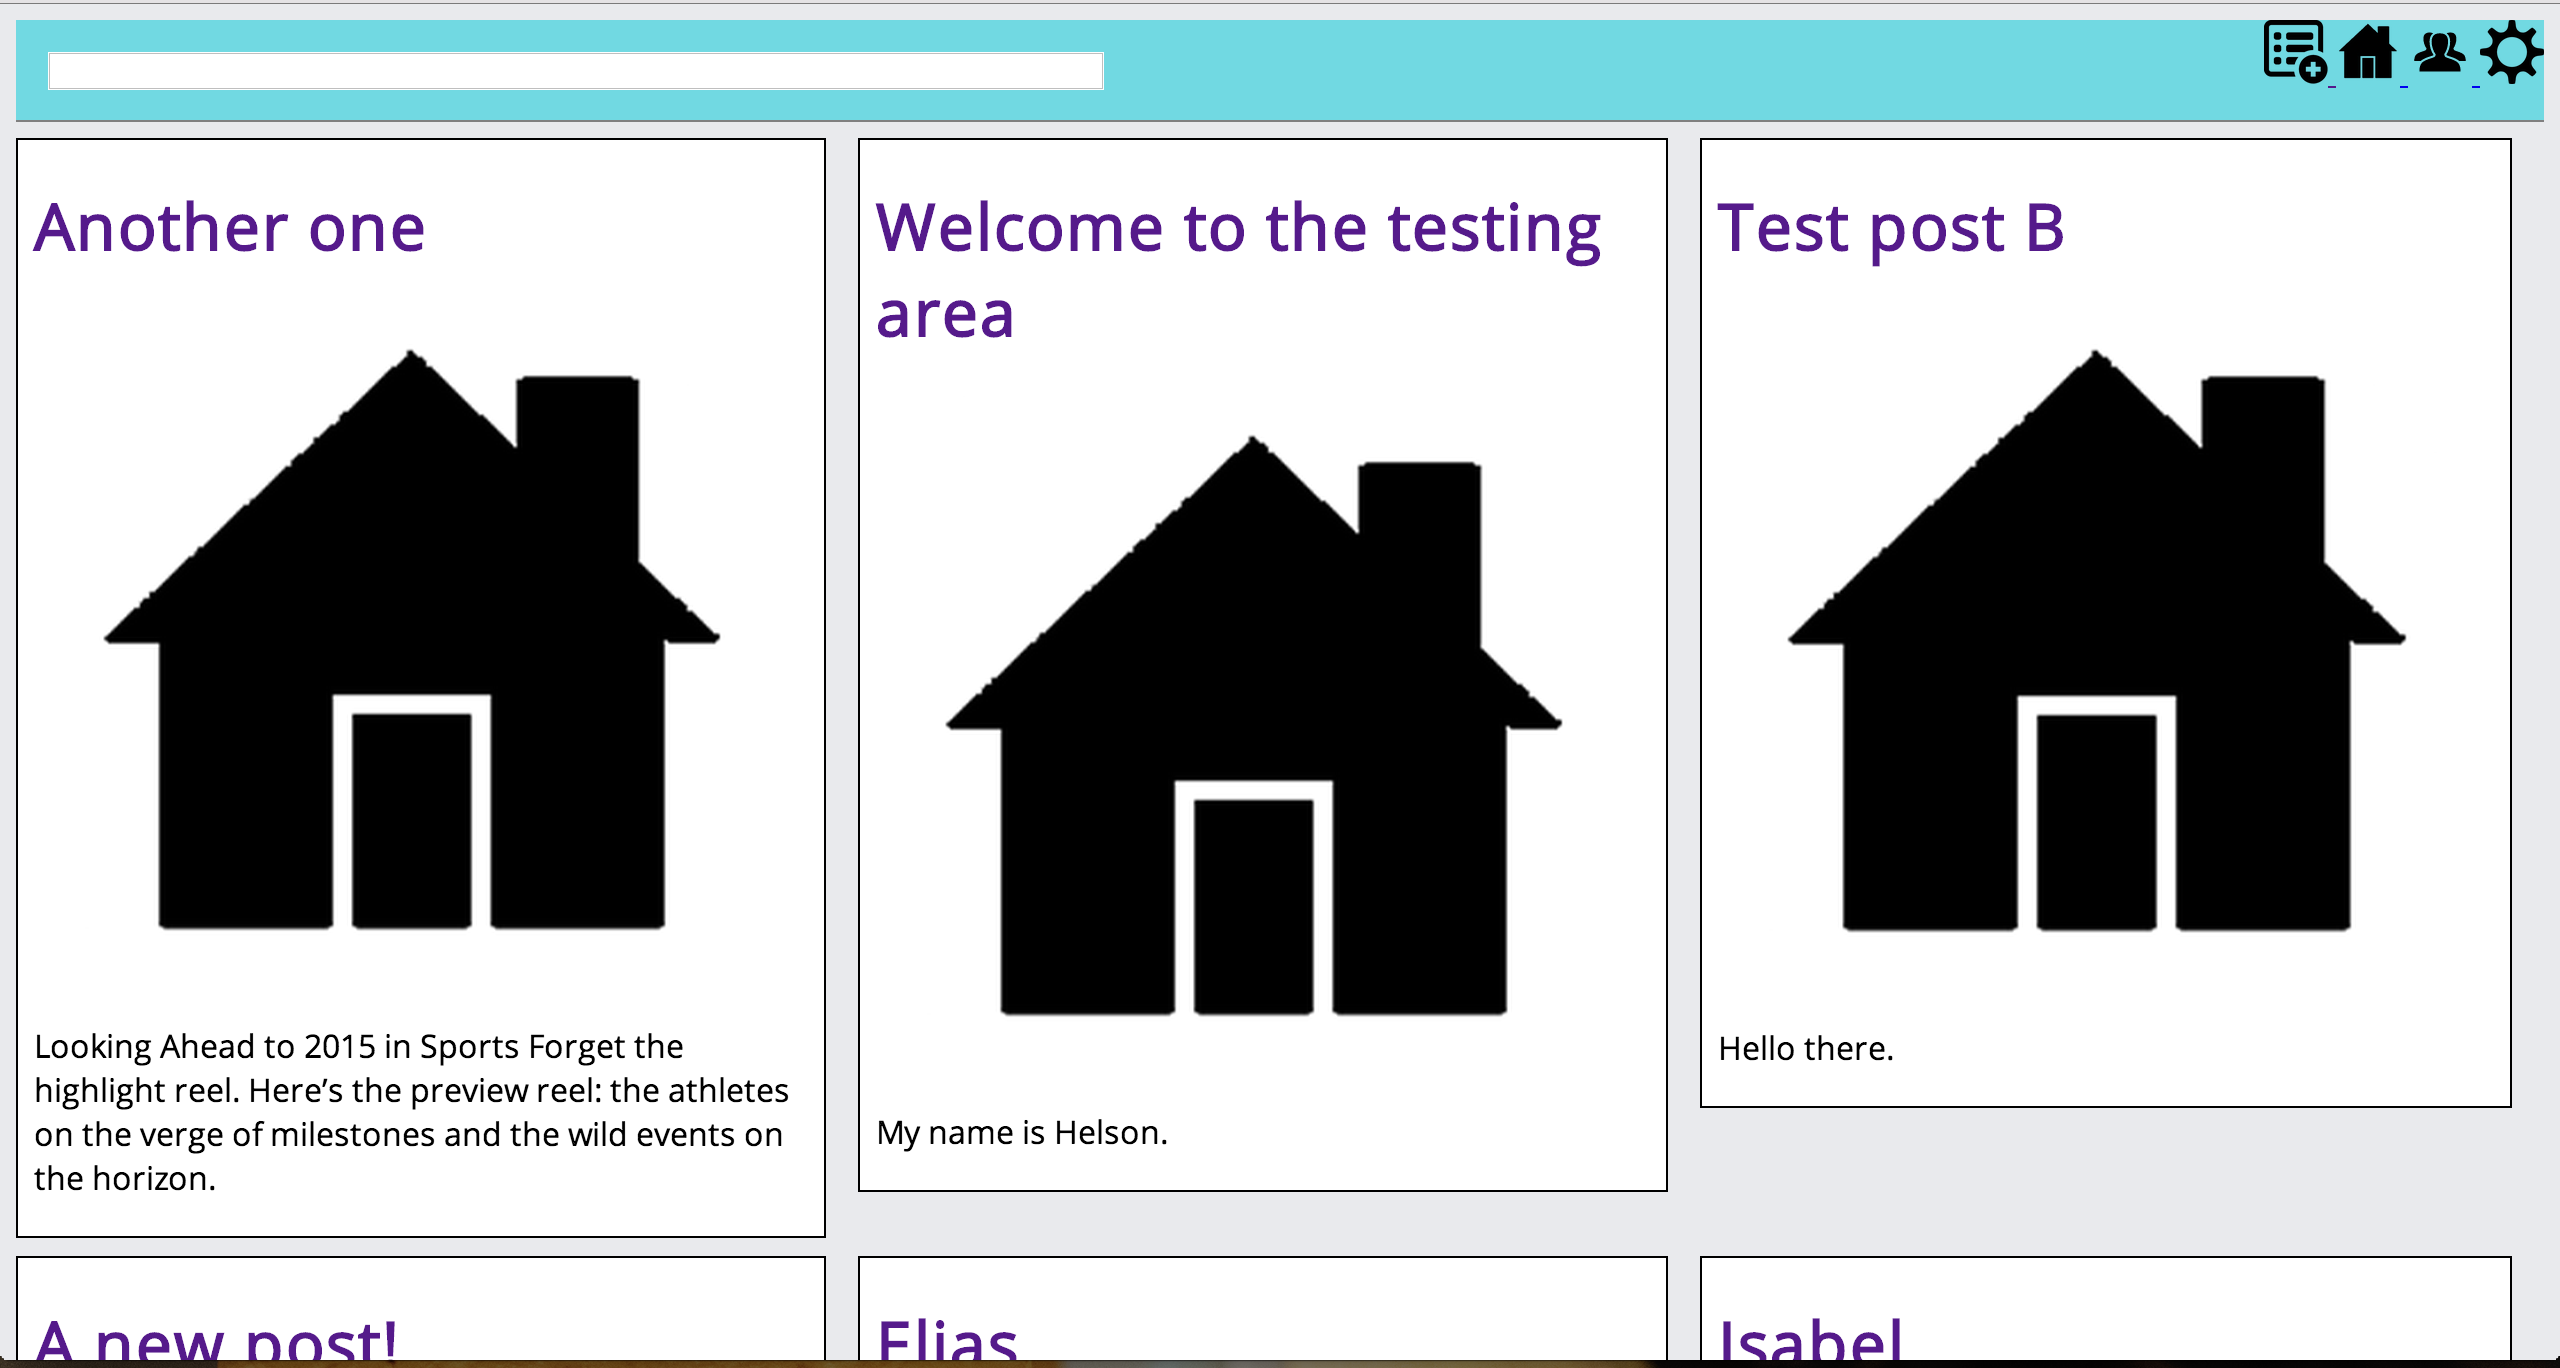 Another one
Welcome to the testing
area
Test post B
Looking Ahead to 2015 in Sports Forget the
highlight reel. Here’s the preview reel: the athletes
on the verge of milestones and the wild events on
the horizon.
My name is Helson.
Hello there.
A new post!
Elias
Isabel